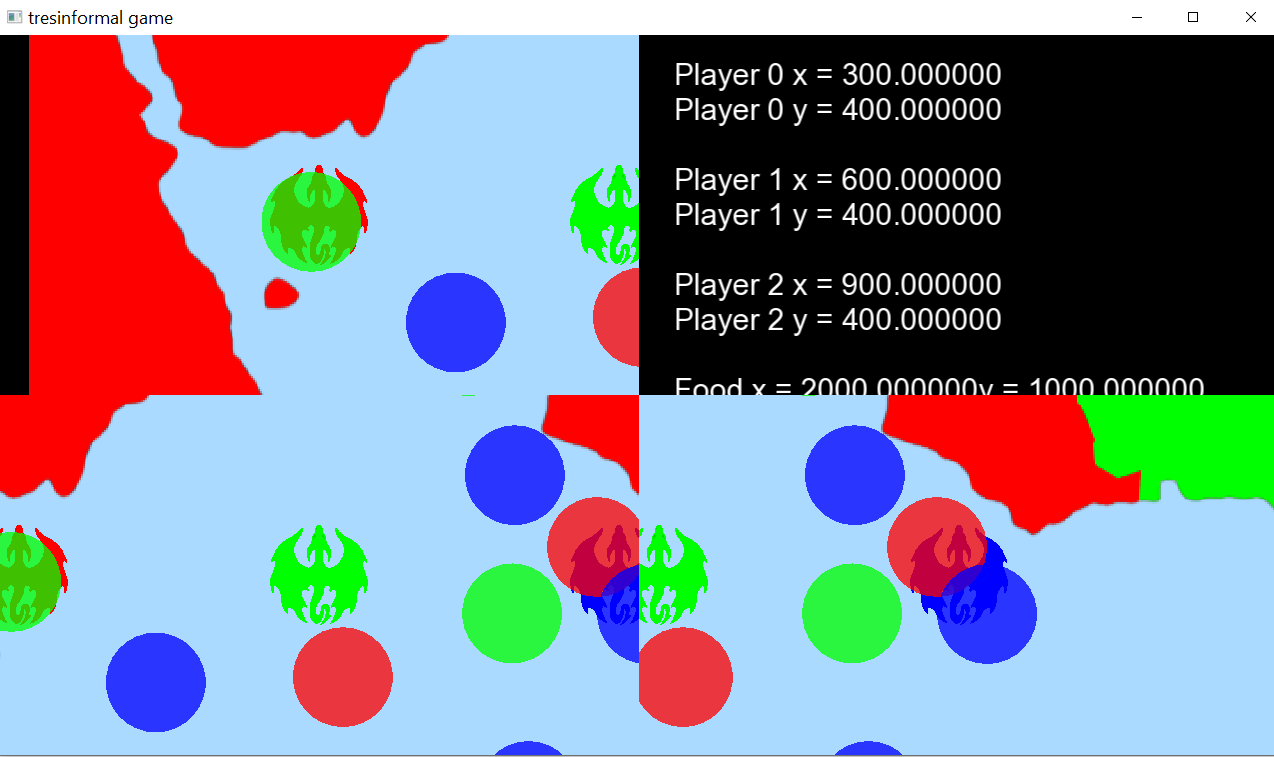 tresinformal game
Player 0 x = 300.000000
Player 0 y = 400.000000
Player 1 x = 600.000000
Player 1 y = 400.000000
Player 2 x = 900.000000
Player 2 y = 400.000000
Food x = 2000.000000y = 1000.000000